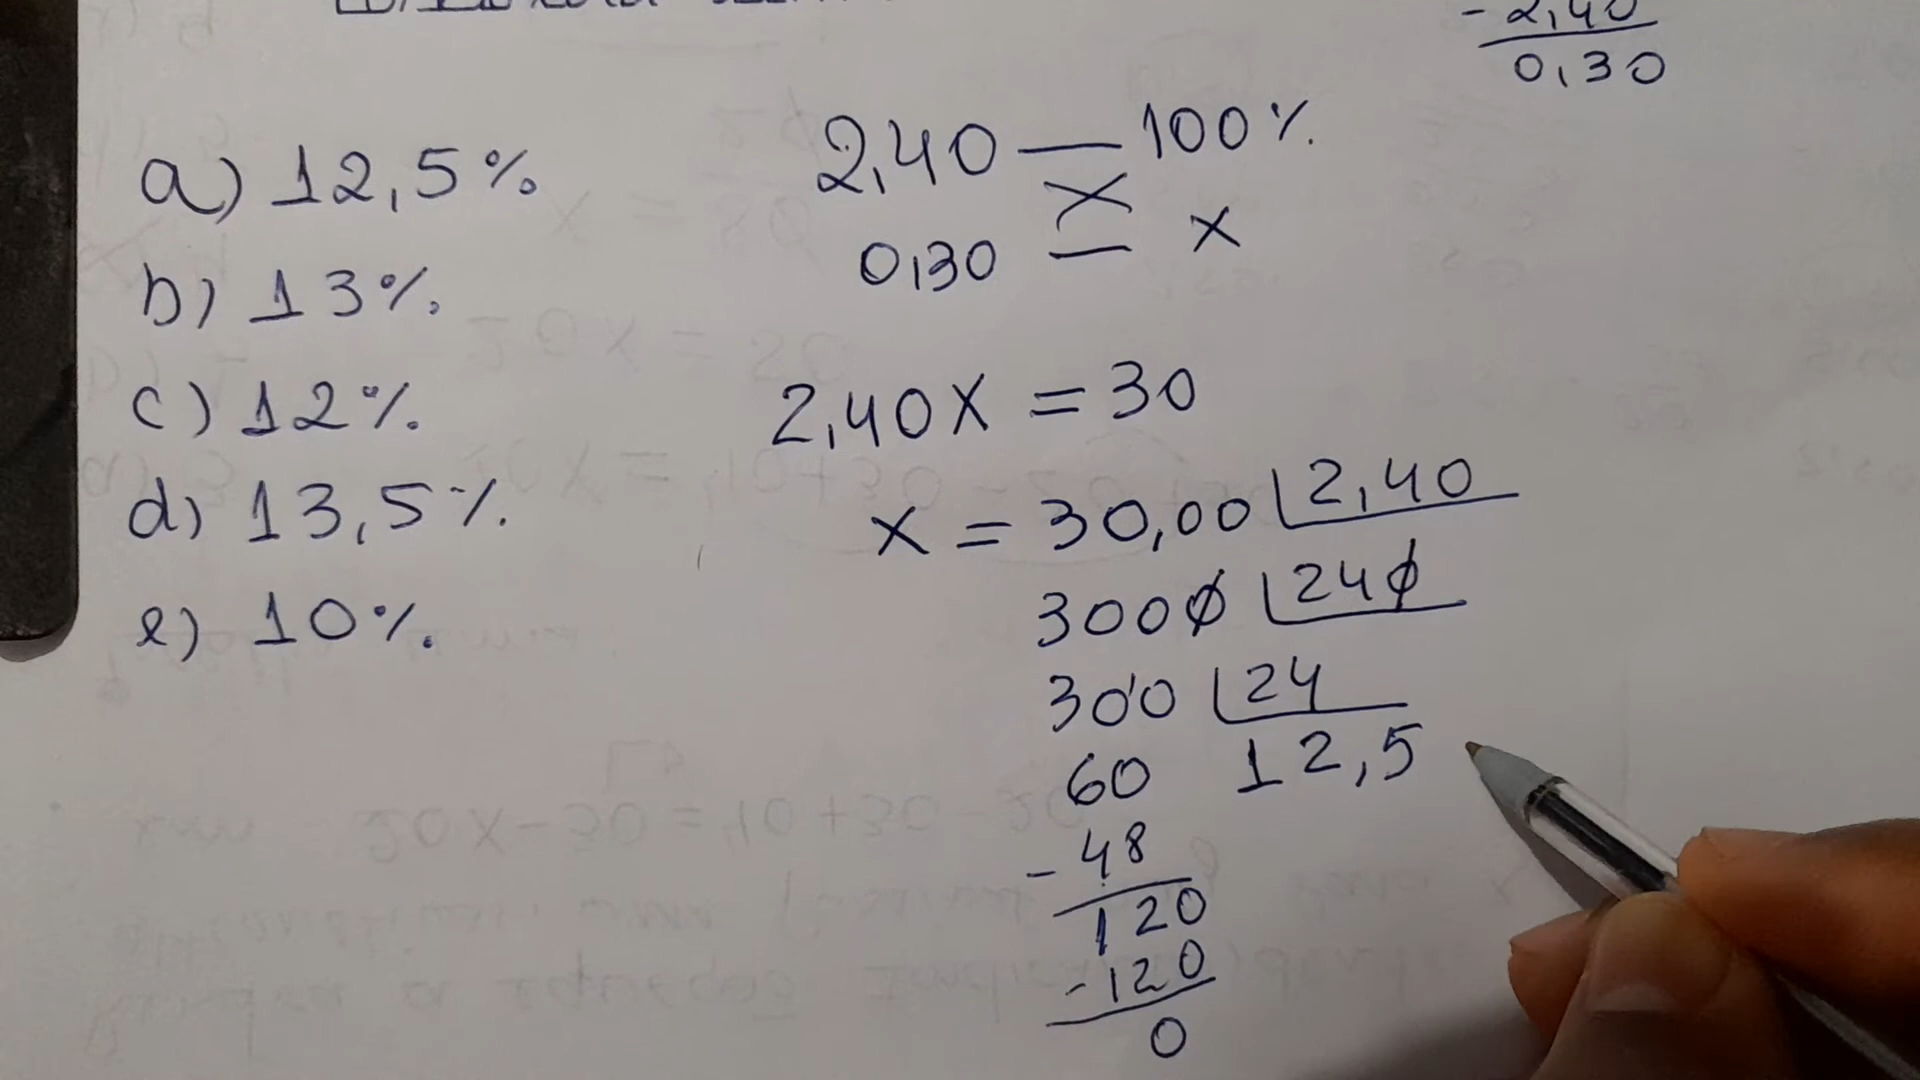 - 2,40
0,30
a) 12,5%
b) 13%
c) 12%
d) 13,5%
e) 10%
2,40 — 100%
0,30 — x
2,40x = 30
x = 30,00 2,40
3000 240
300 24
60 12,5
- 48
120
- 120
0